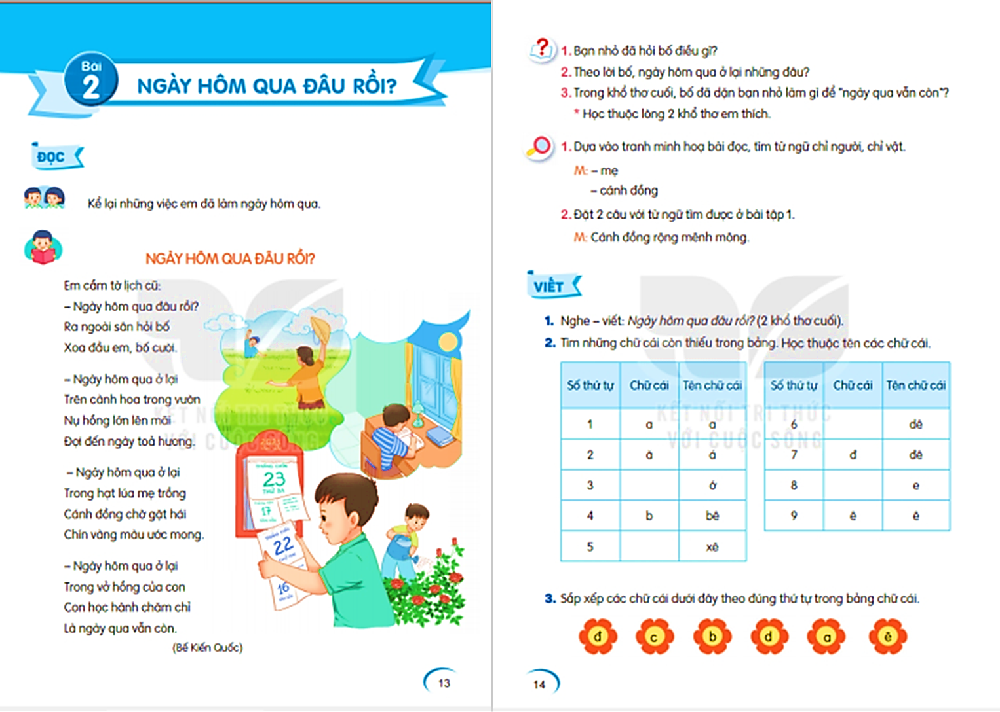 Bài
2
NGÀY HÔM QUA ĐÂU RỒI?
ĐỌC
Kể lại những việc em đã làm ngày hôm qua.
NGÀY HÔM QUA ĐÂU RỒI?
Em cầm tờ lịch cũ:
– Ngày hôm qua đâu rồi?
Ra ngoài sân hỏi bố
Xoa đầu em, bố cười.
– Ngày hôm qua ở lại
Trên cành hoa trong vườn
Nụ hồng lớn lên mãi
Đợi đến ngày toả hương.
– Ngày hôm qua ở lại
Trong hạt lúa mẹ trồng
Cánh đồng chờ gặt hái
Chín vàng màu ước mong.
– Ngày hôm qua ở lại
Trong vở hồng của con
Con học hành chăm chỉ
Là ngày qua vẫn còn.
(Bế Kiến Quốc)
KẾT NỐI TRI THỨC
VỚI CUỘC SỐNG
2021
THÁNG CHÍN
23
THỨ BA
17
22
16
13
?
1. Bạn nhỏ đã hỏi bố điều gì?
2. Theo lời bố, ngày hôm qua ở lại những đâu?
3. Trong khổ thơ cuối, bố đã dặn bạn nhỏ làm gì để "ngày qua vẫn còn"?
* Học thuộc lòng 2 khổ thơ em thích.
1. Dựa vào tranh minh hoạ bài đọc, tìm từ ngữ chỉ người, chỉ vật.
M: – mẹ
– cánh đồng
2. Đặt 2 câu với từ ngữ tìm được ở bài tập 1.
M: Cánh đồng rộng mênh mông.
VIẾT
1. Nghe – viết: Ngày hôm qua đâu rồi? (2 khổ thơ cuối).
2. Tìm những chữ cái còn thiếu trong bảng. Học thuộc tên các chữ cái.
Số thứ tự Chữ cái Tên chữ cái
1 a a
2 ă á
3 ớ
4 b bê
5 xê
Số thứ tự Chữ cái Tên chữ cái
6 dê
7 đ đê
8 e
9 ê ê
KẾT NỐI TRI THỨC
VỚI CUỘC SỐNG
3. Sắp xếp các chữ cái dưới đây theo đúng thứ tự trong bảng chữ cái.
đ c b d a ê
14